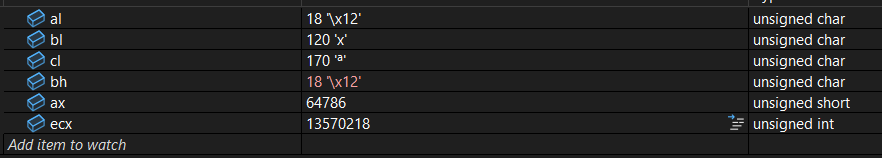 al 18 '\x12' unsigned char
bl 120 'x' unsigned char
cl 170 'ª' unsigned char
bh 18 '\x12' unsigned char
ax 64786 unsigned short
ecx 13570218 unsigned int
Add item to watch